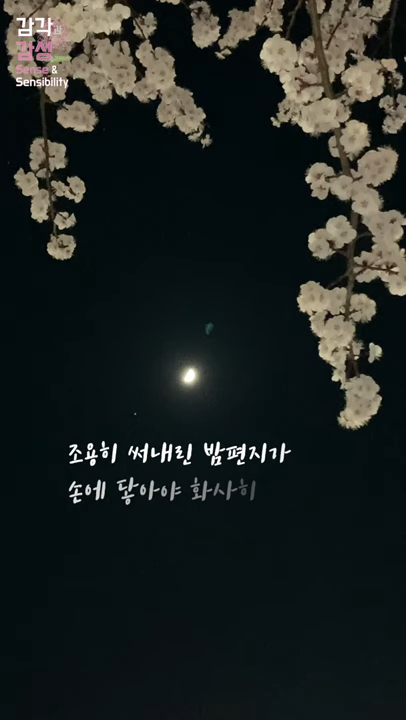 감각과
감성
Sense &
Sensibility
조용히 써내린 밤편지가
손에 닿아야 화사히